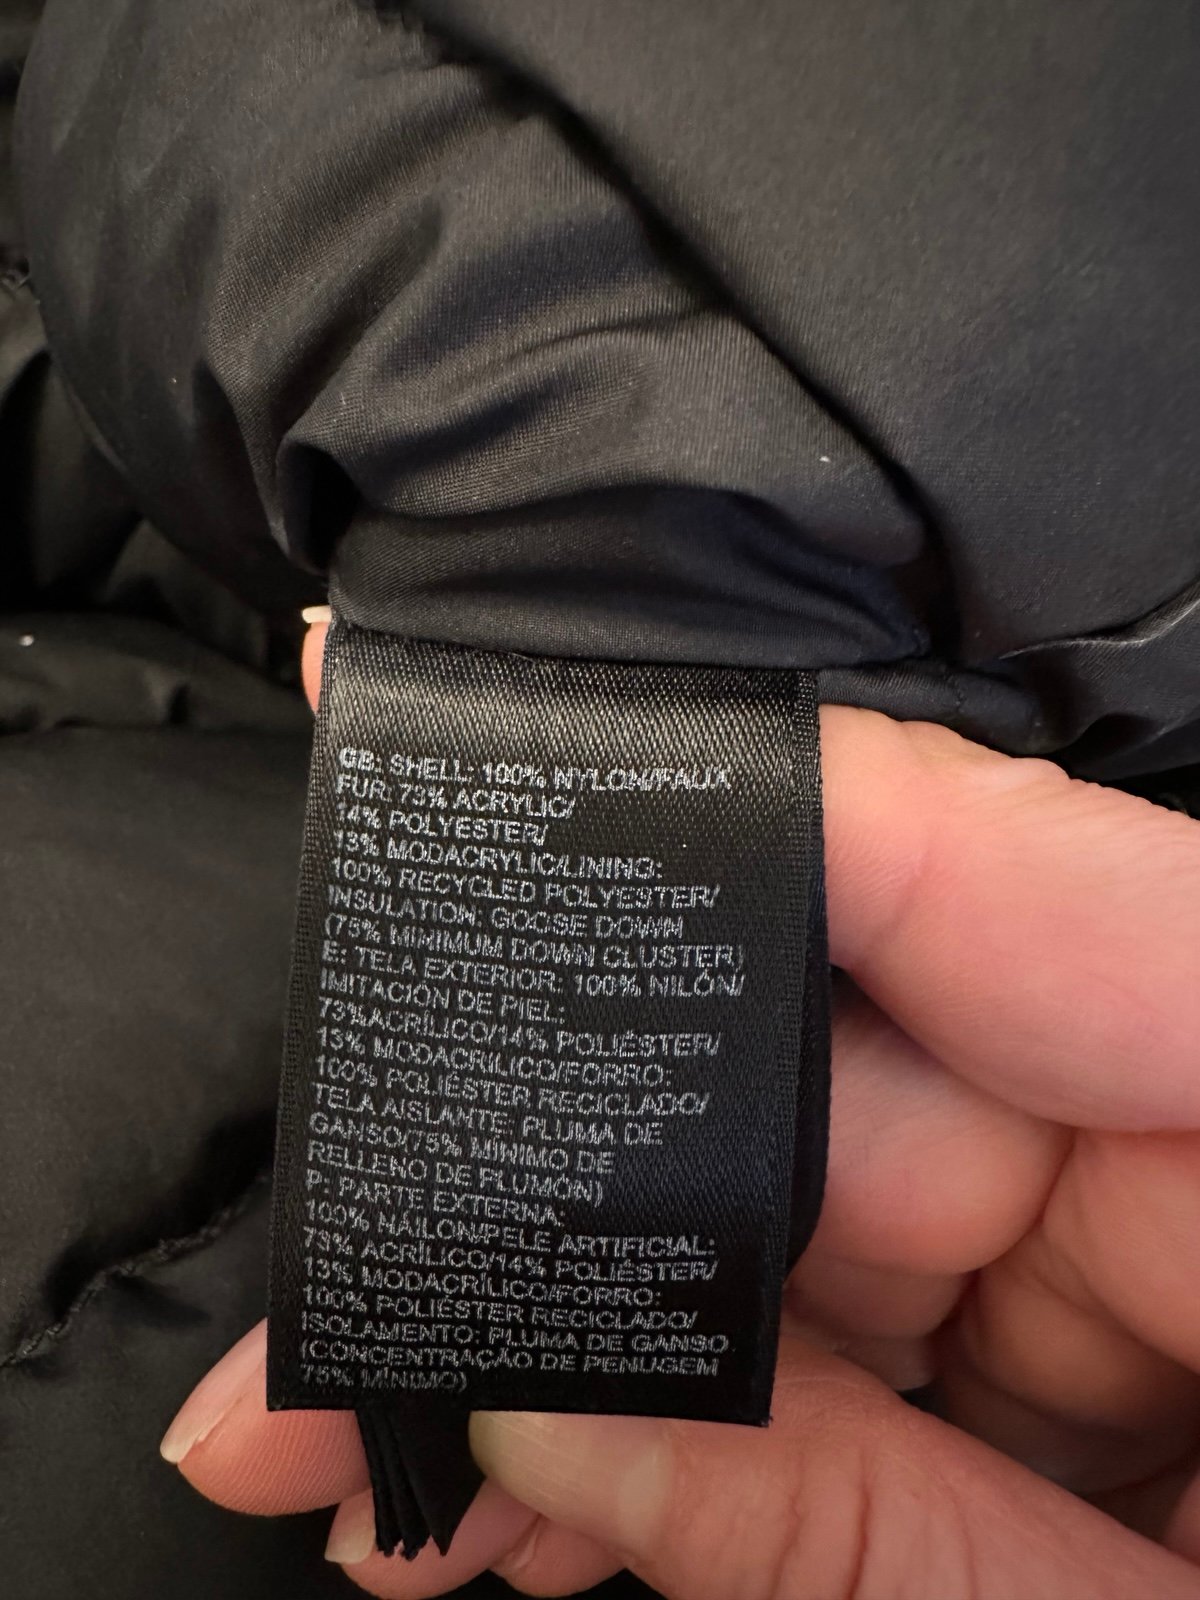 GB: SHELL: 100% NYLON/FAUX
FUR: 73% ACRYLIC/
14% POLYESTER/
13% MODACRYLIC/LINING:
100% RECYCLED POLYESTER/
INSULATION: GOOSE DOWN
(75% MINIMUM DOWN CLUSTER)
E: TELA EXTERIOR: 100% NILÓN/
IMITACIÓN DE PIEL:
73%ACRÍLICO/14% POLIÉSTER/
13% MODACRÍLICO/FORRO:
100% POLIÉSTER RECICLADO/
TELA AISLANTE: PLUMA DE
GANSO(75% MÍNIMO DE
RELLENO DE PLUMÓN)
P: PARTE EXTERNA:
100% NÁILON/PELE ARTIFICIAL:
73% ACRÍLICO/14% POLIÉSTER/
13% MODACRÍLICO/FORRO:
100% POLIÉSTER RECICLADO/
ISOLAMENTO: PLUMA DE GANSO
(CONCENTRAÇÃO DE PENUGEM
75% MÍNIMO)